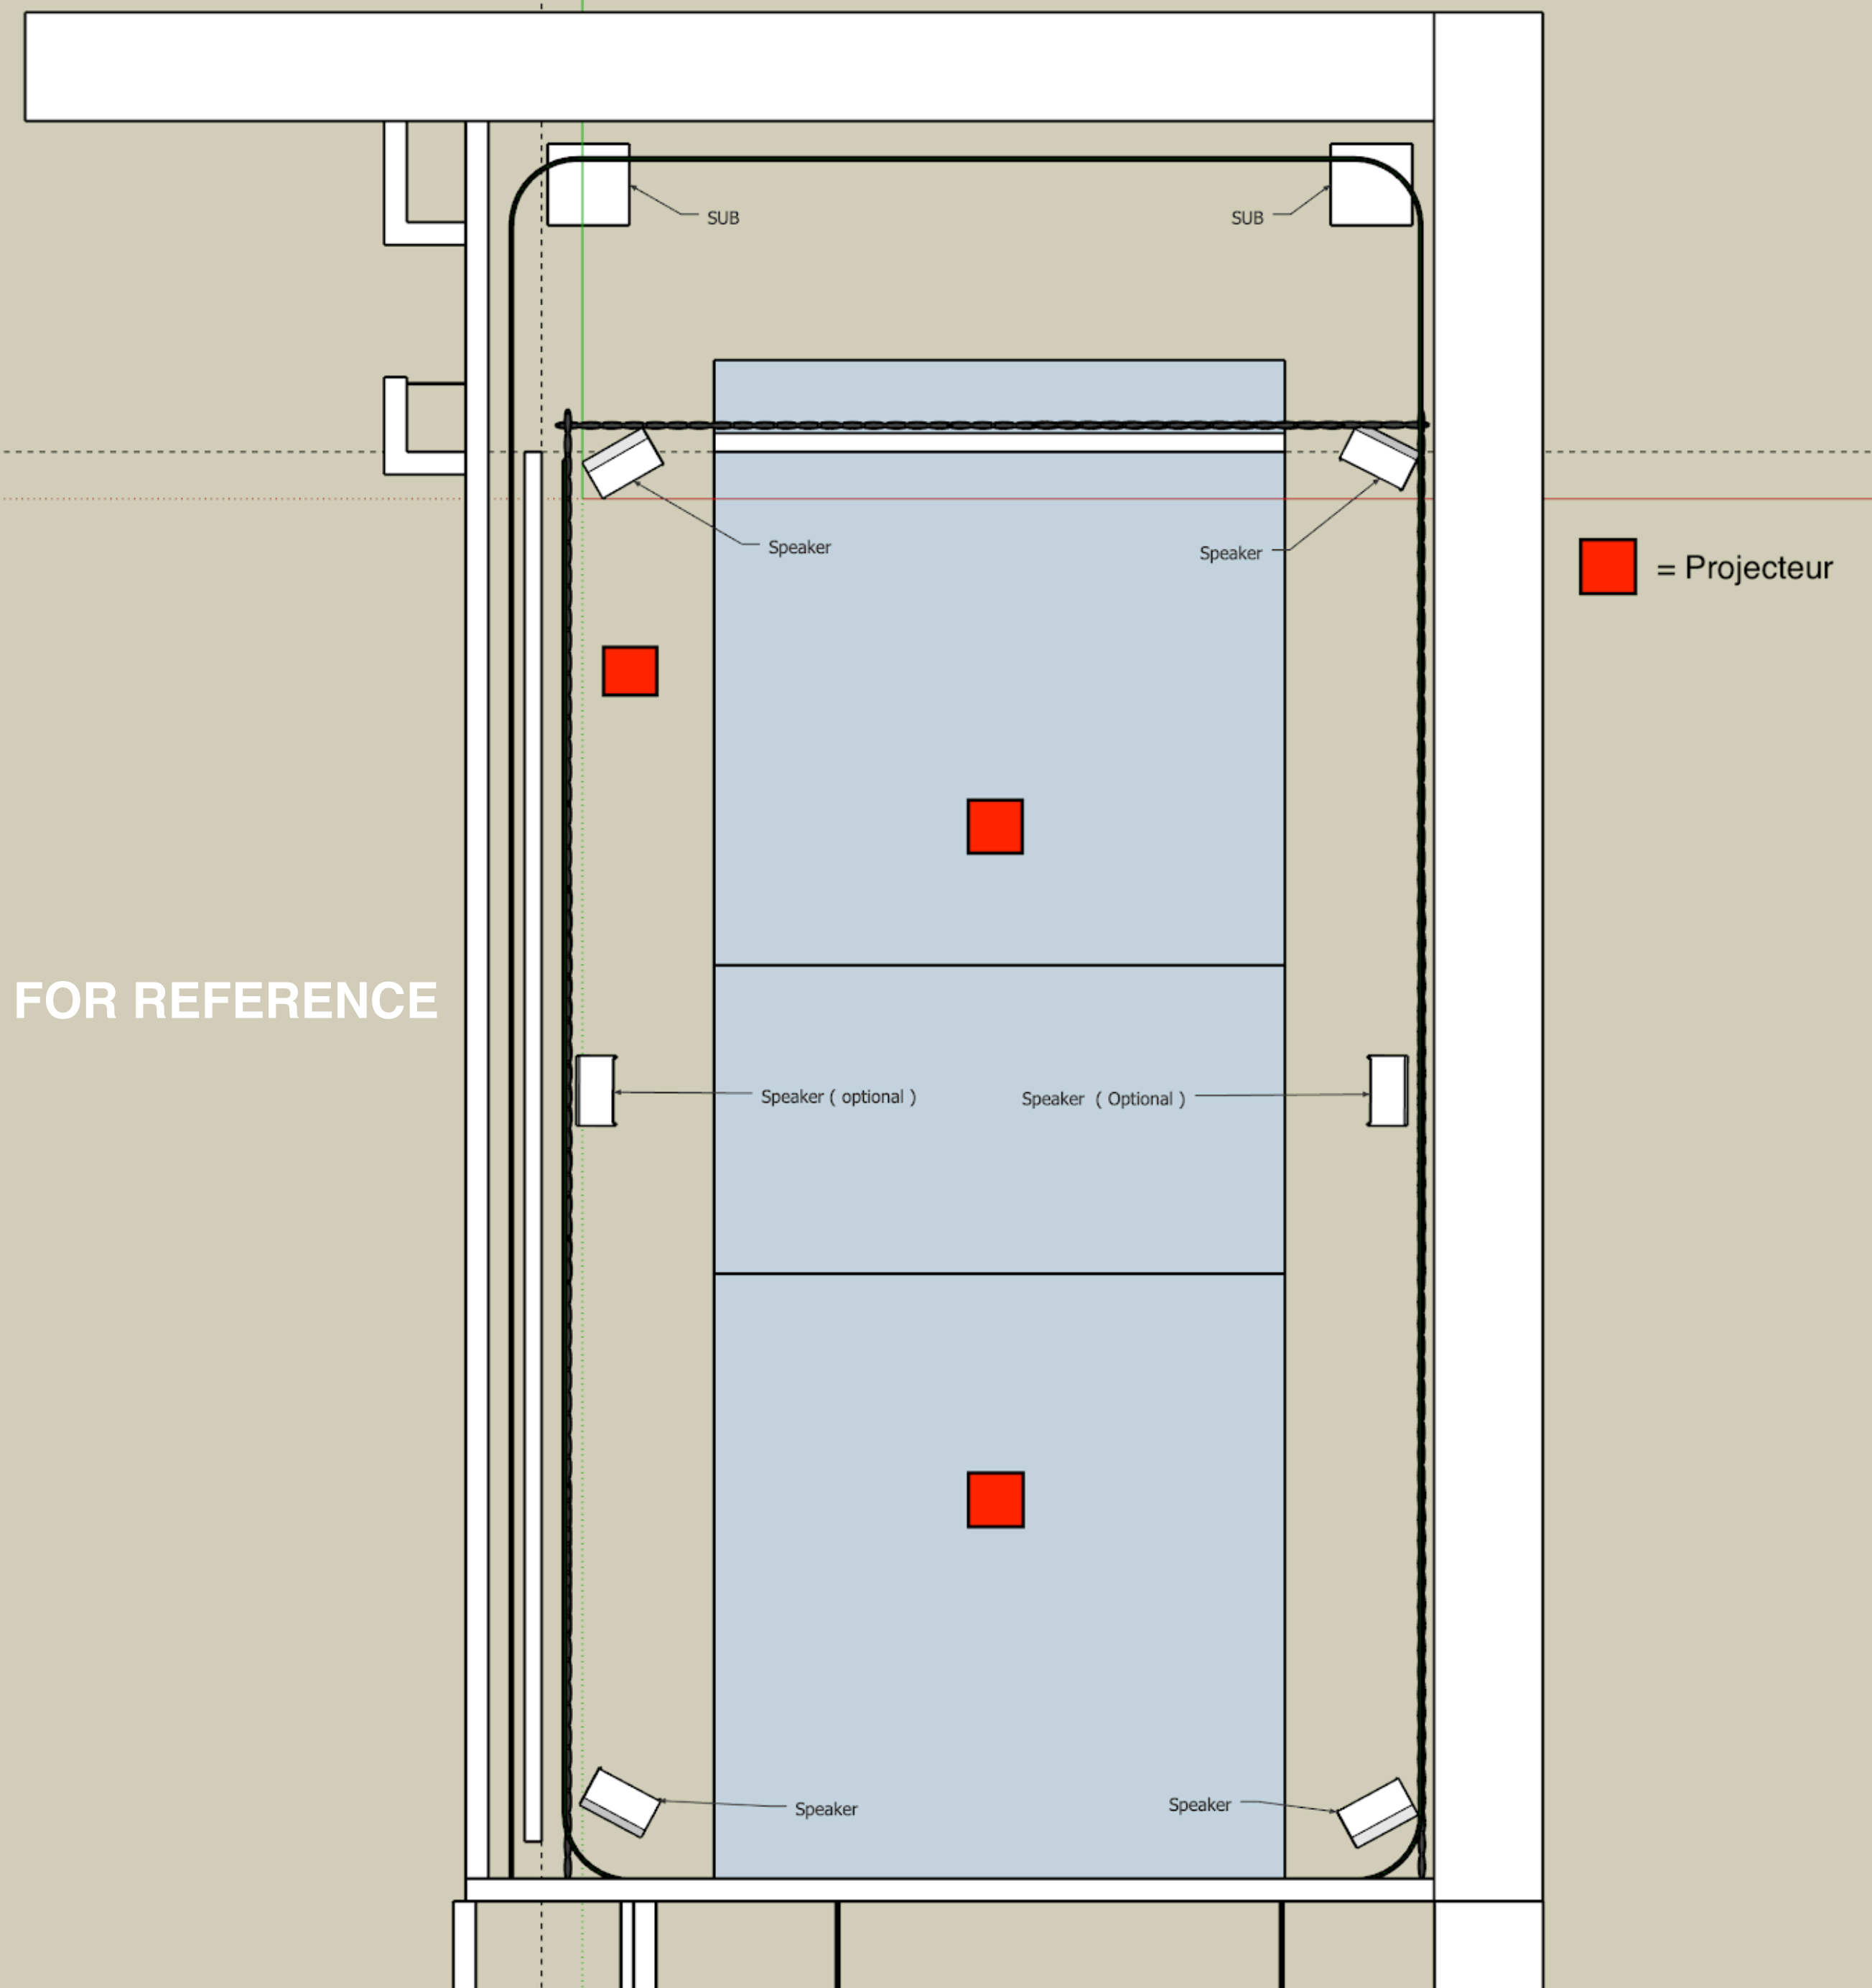 SUB
SUB
Speaker
Speaker
= Projecteur
FOR REFERENCE
Speaker ( optional )
Speaker ( Optional )
Speaker
Speaker